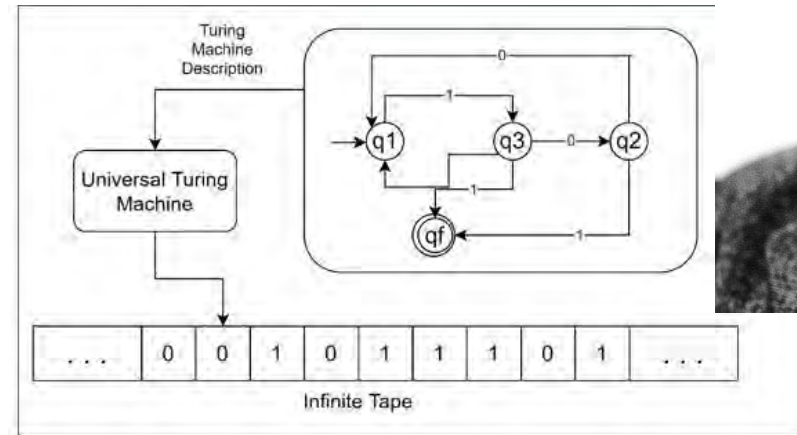 Turing
Machine
Description
0
1
q1
q3
0
q2
Universal Turing
Machine
1
qf
1
. . . 0 0 1 0 1 1 1 0 1 . . .
Infinite Tape